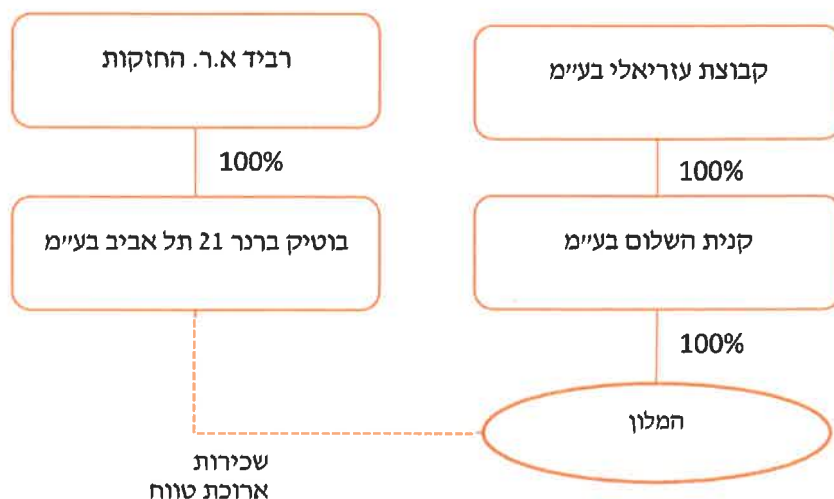 קבוצת עזריאלי בע״מ
רביד א.ר. החזקות
100%
100%
קנית השלום בע״מ
בוטיק ברנר 21 תל אביב בע״מ
100%
המלון
שכירות
ארוכת טווח